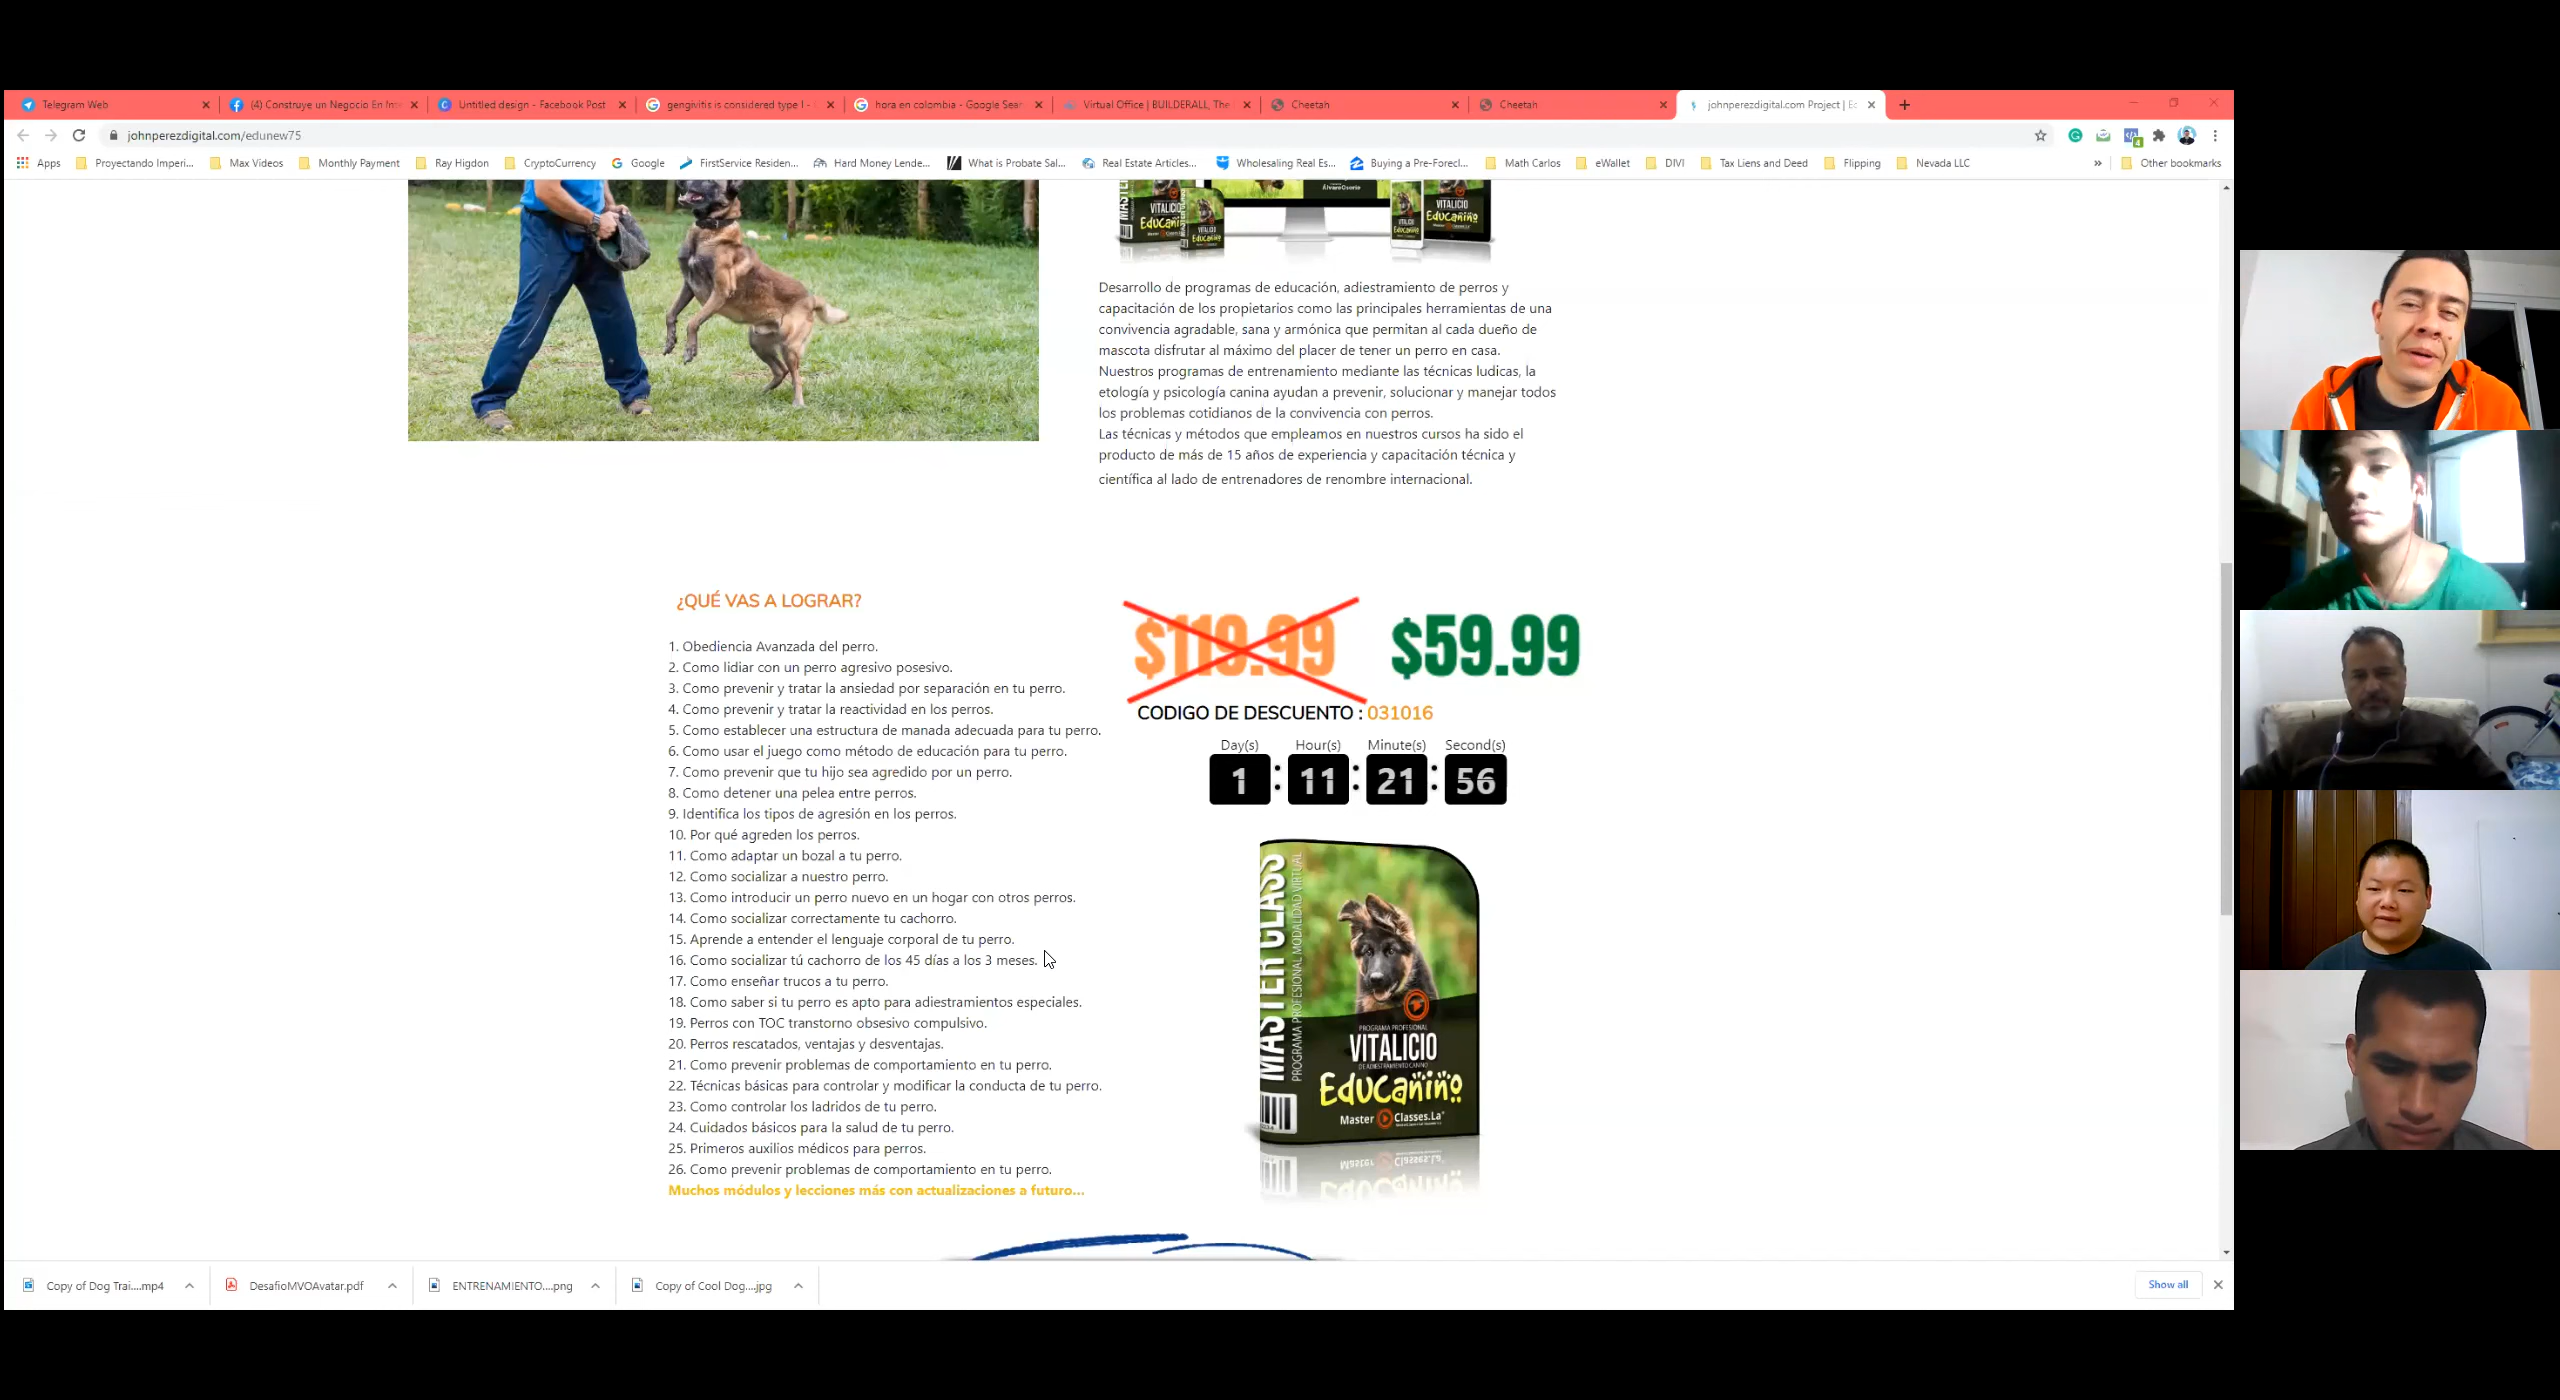 Telegram Web
(4) Construye un Negocio En Int
Untitled design - Facebook Post
gengivitis is considered type I -
hora en colombia - Google Sear
Virtual Office | BUILDERALL, The
Cheetah
Cheetah
johnperezdigital.com Project | Ec
johnperezdigital.com/edunew75
4
Apps
Proyectando Imperi...
Max Videos
Monthly Payment
Ray Higdon
CryptoCurrency
Google
FirstService Residen...
Hard Money Lende...
What is Probate Sal...
Real Estate Articles...
Wholesaling Real Es...
Buying a Pre-Forecl...
Math Carlos
eWallet
DIVI
Tax Liens and Deed
Flipping
Nevada LLC
»
Other bookmarks
VITALICIO
Educanino
VITALICIO
Educanino
Desarrollo de programas de educación, adiestramiento de perros y
capacitación de los propietarios como las principales herramientas de una
convivencia agradable, sana y armónica que permitan al cada dueño de
mascota disfrutar al máximo del placer de tener un perro en casa.
Nuestros programas de entrenamiento mediante las técnicas ludicas, la
etología y psicología canina ayudan a prevenir, solucionar y manejar todos
los problemas cotidianos de la convivencia con perros.
Las técnicas y métodos que empleamos en nuestros cursos ha sido el
producto de más de 15 años de experiencia y capacitación técnica y
científica al lado de entrenadores de renombre internacional.
¿QUÉ VAS A LOGRAR?
1. Obediencia Avanzada del perro.
2. Como lidiar con un perro agresivo posesivo.
3. Como prevenir y tratar la ansiedad por separación en tu perro.
4. Como prevenir y tratar la reactividad en los perros.
5. Como establecer una estructura de manada adecuada para tu perro.
6. Como usar el juego como método de educación para tu perro.
7. Como prevenir que tu hijo sea agredido por un perro.
8. Como detener una pelea entre perros.
9. Identifica los tipos de agresión en los perros.
10. Por qué agreden los perros.
11. Como adaptar un bozal a tu perro.
12. Como socializar a nuestro perro.
13. Como introducir un perro nuevo en un hogar con otros perros.
14. Como socializar correctamente tu cachorro.
15. Aprende a entender el lenguaje corporal de tu perro.
16. Como socializar tú cachorro de los 45 días a los 3 meses.
17. Como enseñar trucos a tu perro.
18. Como saber si tu perro es apto para adiestramientos especiales.
19. Perros con TOC transtorno obsesivo compulsivo.
20. Perros rescatados, ventajas y desventajas.
21. Como prevenir problemas de comportamiento en tu perro.
22. Técnicas básicas para controlar y modificar la conducta de tu perro.
23. Como controlar los ladridos de tu perro.
24. Cuidados básicos para la salud de tu perro.
25. Primeros auxilios médicos para perros.
26. Como prevenir problemas de comportamiento en tu perro.
Muchos módulos y lecciones más con actualizaciones a futuro...
$119.99 $59.99
CODIGO DE DESCUENTO : 031016
Day(s) Hour(s) Minute(s) Second(s)
1 : 11 : 21 : 56
MASTER CLASS
PROGRAMA PROFESIONAL MODALIDAD VIRTUAL
PROGRAMA PROFESIONAL
VITALICIO
DE ADIESTRAMIENTO CANINO
Educanino
Master Classes.La
Copy of Dog Trai....mp4
DesafioMVOAvatar.pdf
ENTRENAMIENTO....png
Copy of Cool Dog....jpg
Show all